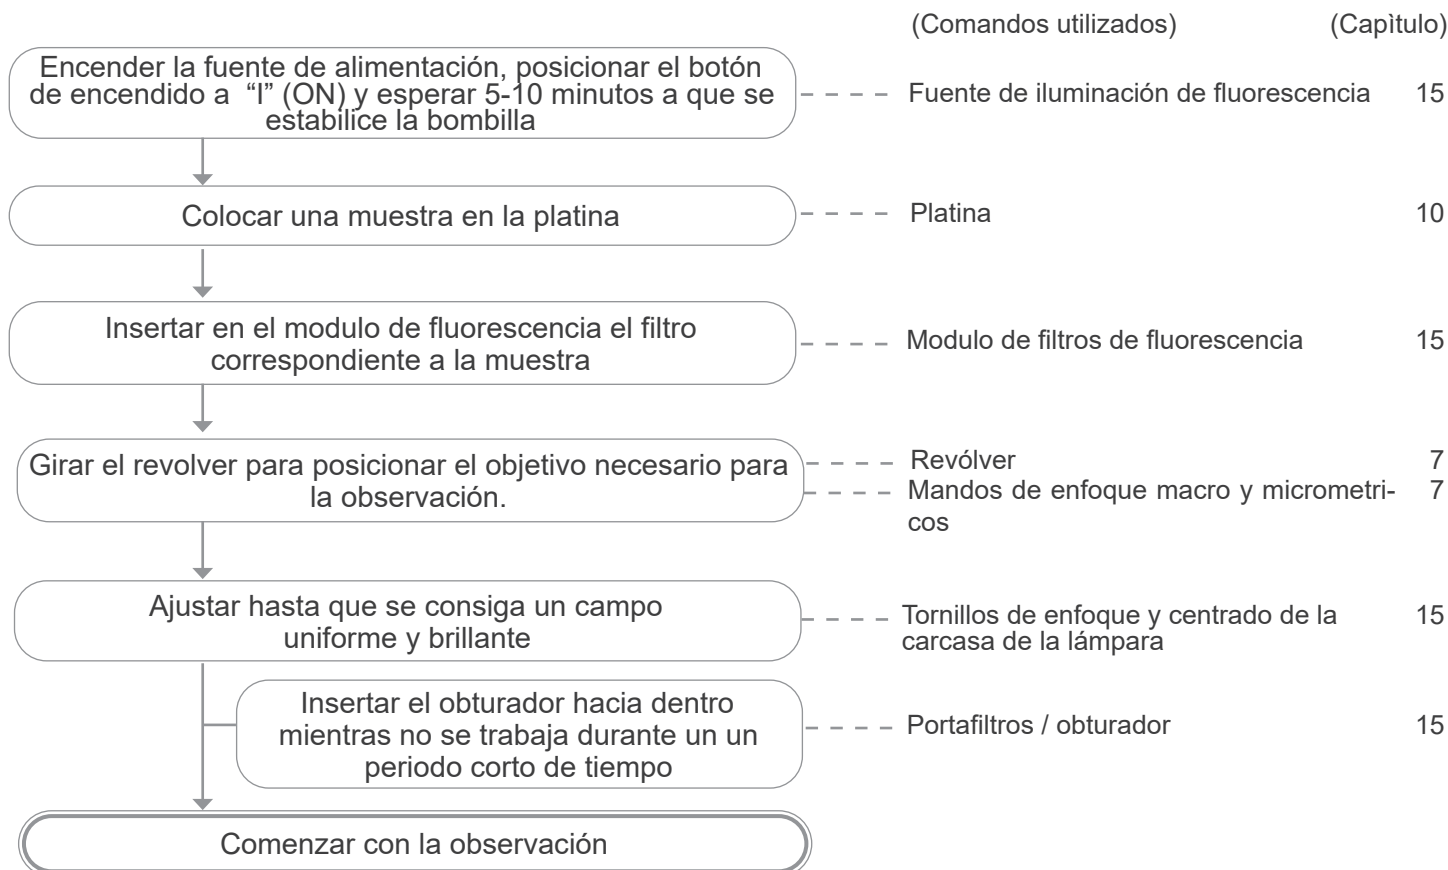 (Comandos utilizados) (Capìtulo)
Encender la fuente de alimentación, posicionar el botón
de encendido a “I” (ON) y esperar 5-10 minutos a que se
estabilice la bombilla
Fuente de iluminación de fluorescencia 15
Colocar una muestra en la platina
Platina 10
Insertar en el modulo de fluorescencia el filtro
correspondiente a la muestra
Modulo de filtros de fluorescencia 15
Girar el revolver para posicionar el objetivo necesario para
la observación.
Revólver 7
Mandos de enfoque macro y micrometri- 7
cos
Ajustar hasta que se consiga un campo
uniforme y brillante
Tornillos de enfoque y centrado de la 15
carcasa de la lámpara
Insertar el obturador hacia dentro
mientras no se trabaja durante un un
periodo corto de tiempo
Portafiltros / obturador 15
Comenzar con la observación